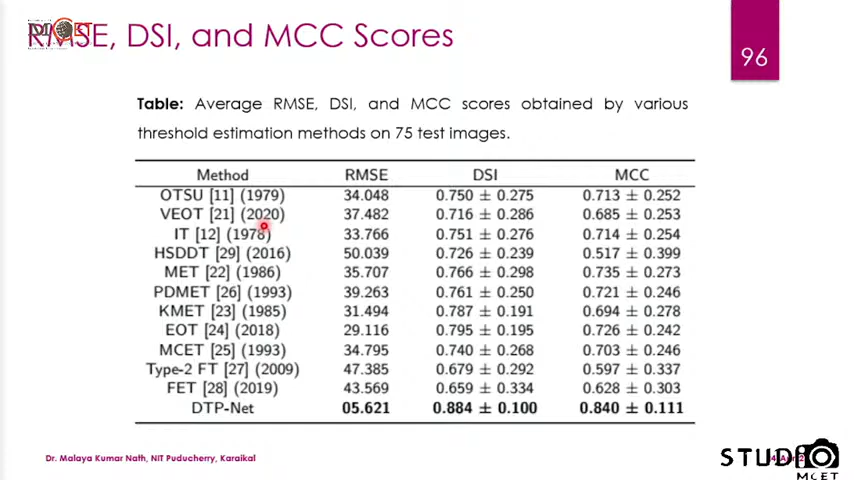 RMSE, DSI, and MCC Scores
96
Table: Average RMSE, DSI, and MCC scores obtained by various
threshold estimation methods on 75 test images.
Method RMSE DSI MCC
OTSU [11] (1979) 34.048 0.750 ± 0.275 0.713 ± 0.252
VEOT [21] (2020) 37.482 0.716 ± 0.286 0.685 ± 0.253
IT [12] (1978) 33.766 0.751 ± 0.276 0.714 ± 0.254
HSDDT [29] (2016) 50.039 0.726 ± 0.239 0.517 ± 0.399
MET [22] (1986) 35.707 0.766 ± 0.298 0.735 ± 0.273
PDMET [26] (1993) 39.263 0.761 ± 0.250 0.721 ± 0.246
KMET [23] (1985) 31.494 0.787 ± 0.191 0.694 ± 0.278
EOT [24] (2018) 29.116 0.795 ± 0.195 0.726 ± 0.242
MCET [25] (1993) 34.795 0.740 ± 0.268 0.703 ± 0.246
Type-2 FT [27] (2009) 47.385 0.679 ± 0.292 0.597 ± 0.337
FET [28] (2019) 43.569 0.659 ± 0.334 0.628 ± 0.303
DTP-Net 05.621 0.884 ± 0.100 0.840 ± 0.111
Dr. Malaya Kumar Nath, NIT Puducherry, Karaikal
STUDIO
MCET